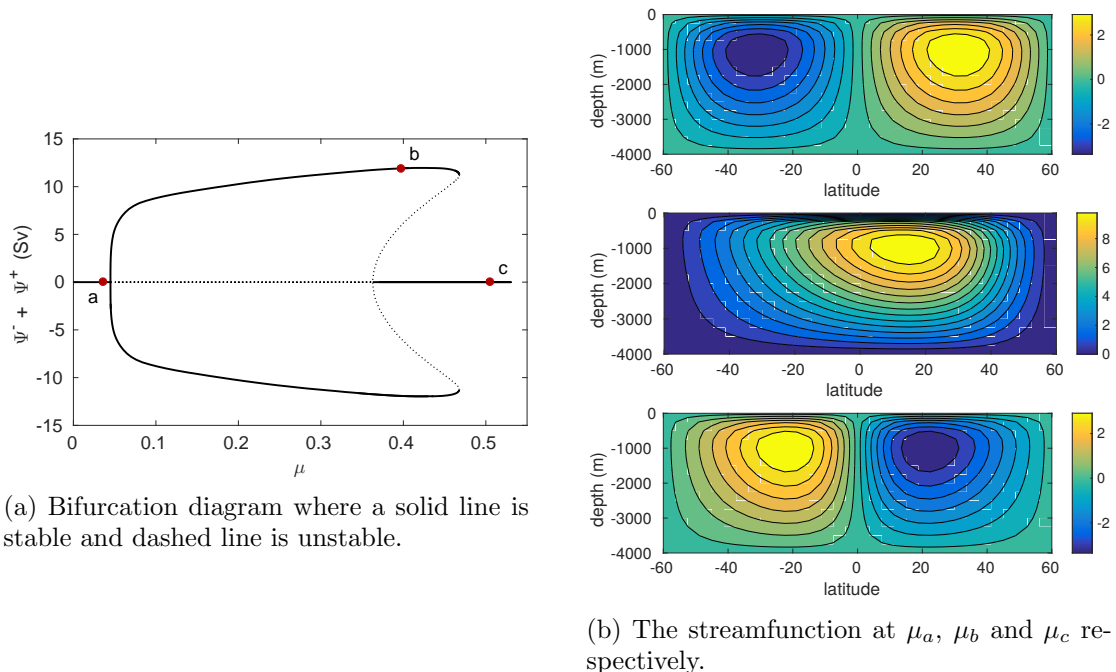 15
10
5
0
-5
-10
-15
Ψ⁻ + Ψ⁺ (Sv)
0 0.1 0.2 0.3 0.4 0.5
μ
a
b
c
(a) Bifurcation diagram where a solid line is
stable and dashed line is unstable.
0
-1000
-2000
-3000
-4000
depth (m)
-60 -40 -20 0 20 40 60
latitude
2
0
-2
0
-1000
-2000
-3000
-4000
depth (m)
-60 -40 -20 0 20 40 60
latitude
8
6
4
2
0
0
-1000
-2000
-3000
-4000
depth (m)
-60 -40 -20 0 20 40 60
latitude
2
0
-2
(b) The streamfunction at μa, μb and μc re-
spectively.